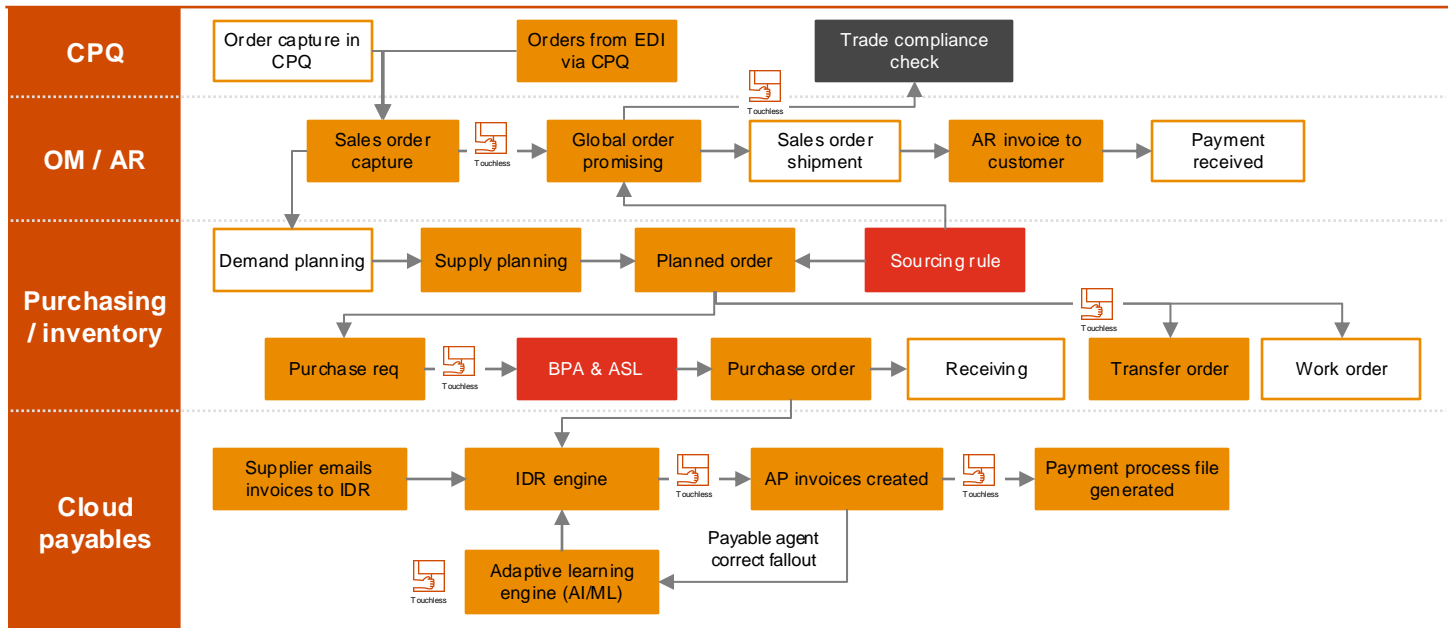 CPQ
Order capture in
CPQ
Orders from EDI
via CPQ
Trade compliance
check
Touchless
OM / AR
Sales order
capture
Touchless
Global order
promising
Sales order
shipment
AR invoice to
customer
Payment
received
Purchasing
/ inventory
Demand planning
Supply planning
Planned order
Sourcing rule
Touchless
Purchase req
Touchless
BPA & ASL
Purchase order
Receiving
Transfer order
Work order
Cloud
payables
Supplier emails
invoices to IDR
IDR engine
Touchless
AP invoices created
Touchless
Payment process file
generated
Payable agent
correct fallout
Touchless
Adaptive learning
engine (AI/ML)